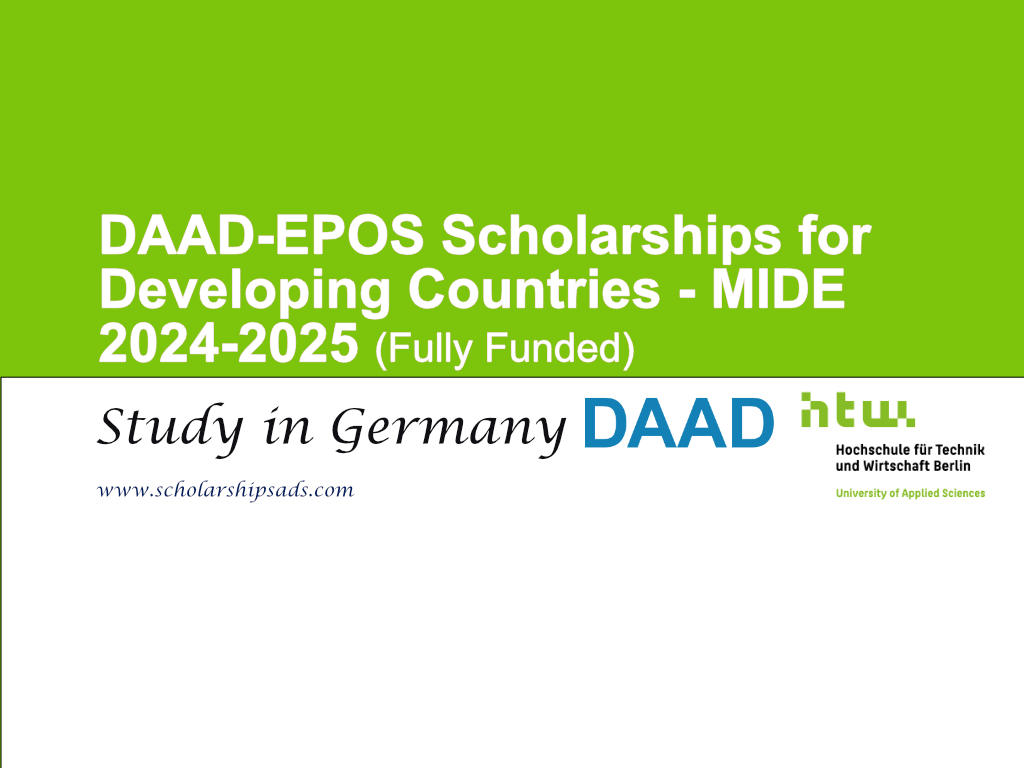 DAAD-EPOS Scholarships for
Developing Countries - MIDE
2024-2025 (Fully Funded)
Study in Germany DAAD
htw.
Hochschule für Technik
und Wirtschaft Berlin
www.scholarshipsads.com
University of Applied Sciences